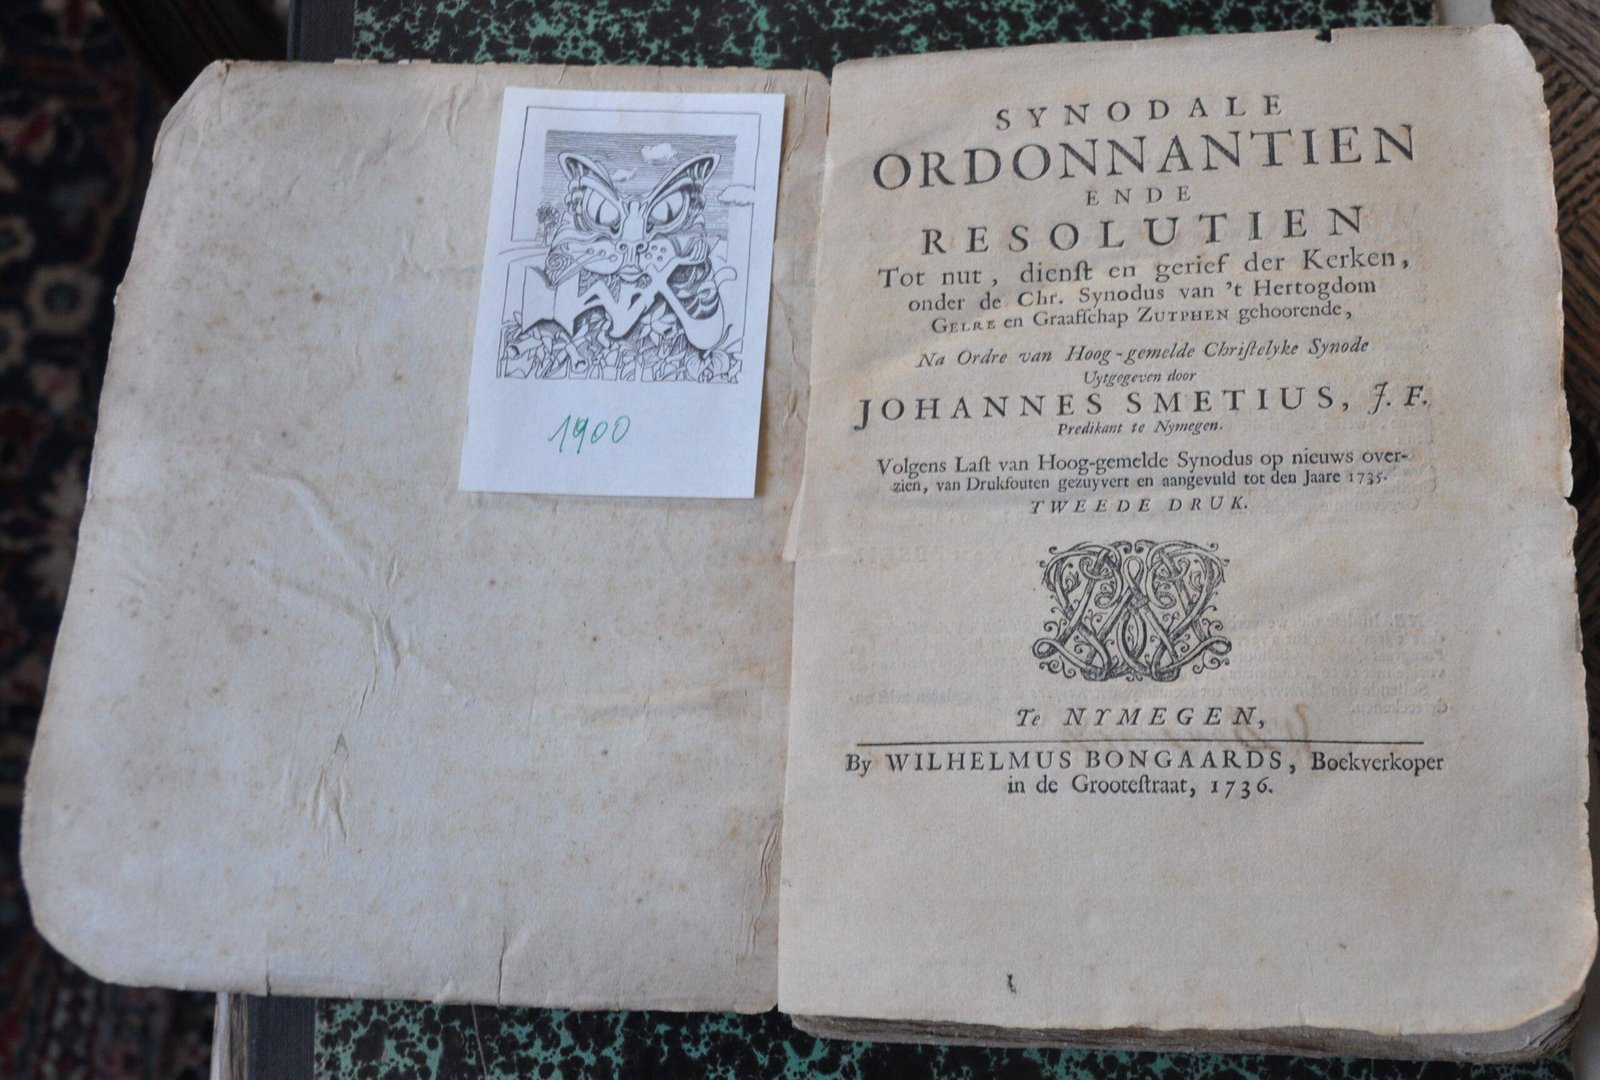 1900
SYNODALE
ORDONNANTIEN
ENDE
RESOLUTIEN
Tot nut, dienſt en gerief der Kerken,
onder de Chr. Synodus van 't Hertogdom
GELRE en Graafſchap ZUTPHEN gehoorende,
Na Ordre van Hoog-gemelde Chriſtelyke Synode
Uytgegeven door
JOHANNES SMETIUS, J. F.
Predikant te Nymegen.
Volgens Laſt van Hoog-gemelde Synodus op nieuws over-
zien, van Drukfouten gezuyvert en aangevuld tot den Jaare 1735.
TWEEDE DRUK.
Te NYMEGEN,
By WILHELMUS BONGAARDS, Boekverkoper
in de Grooteſtraat, 1736.